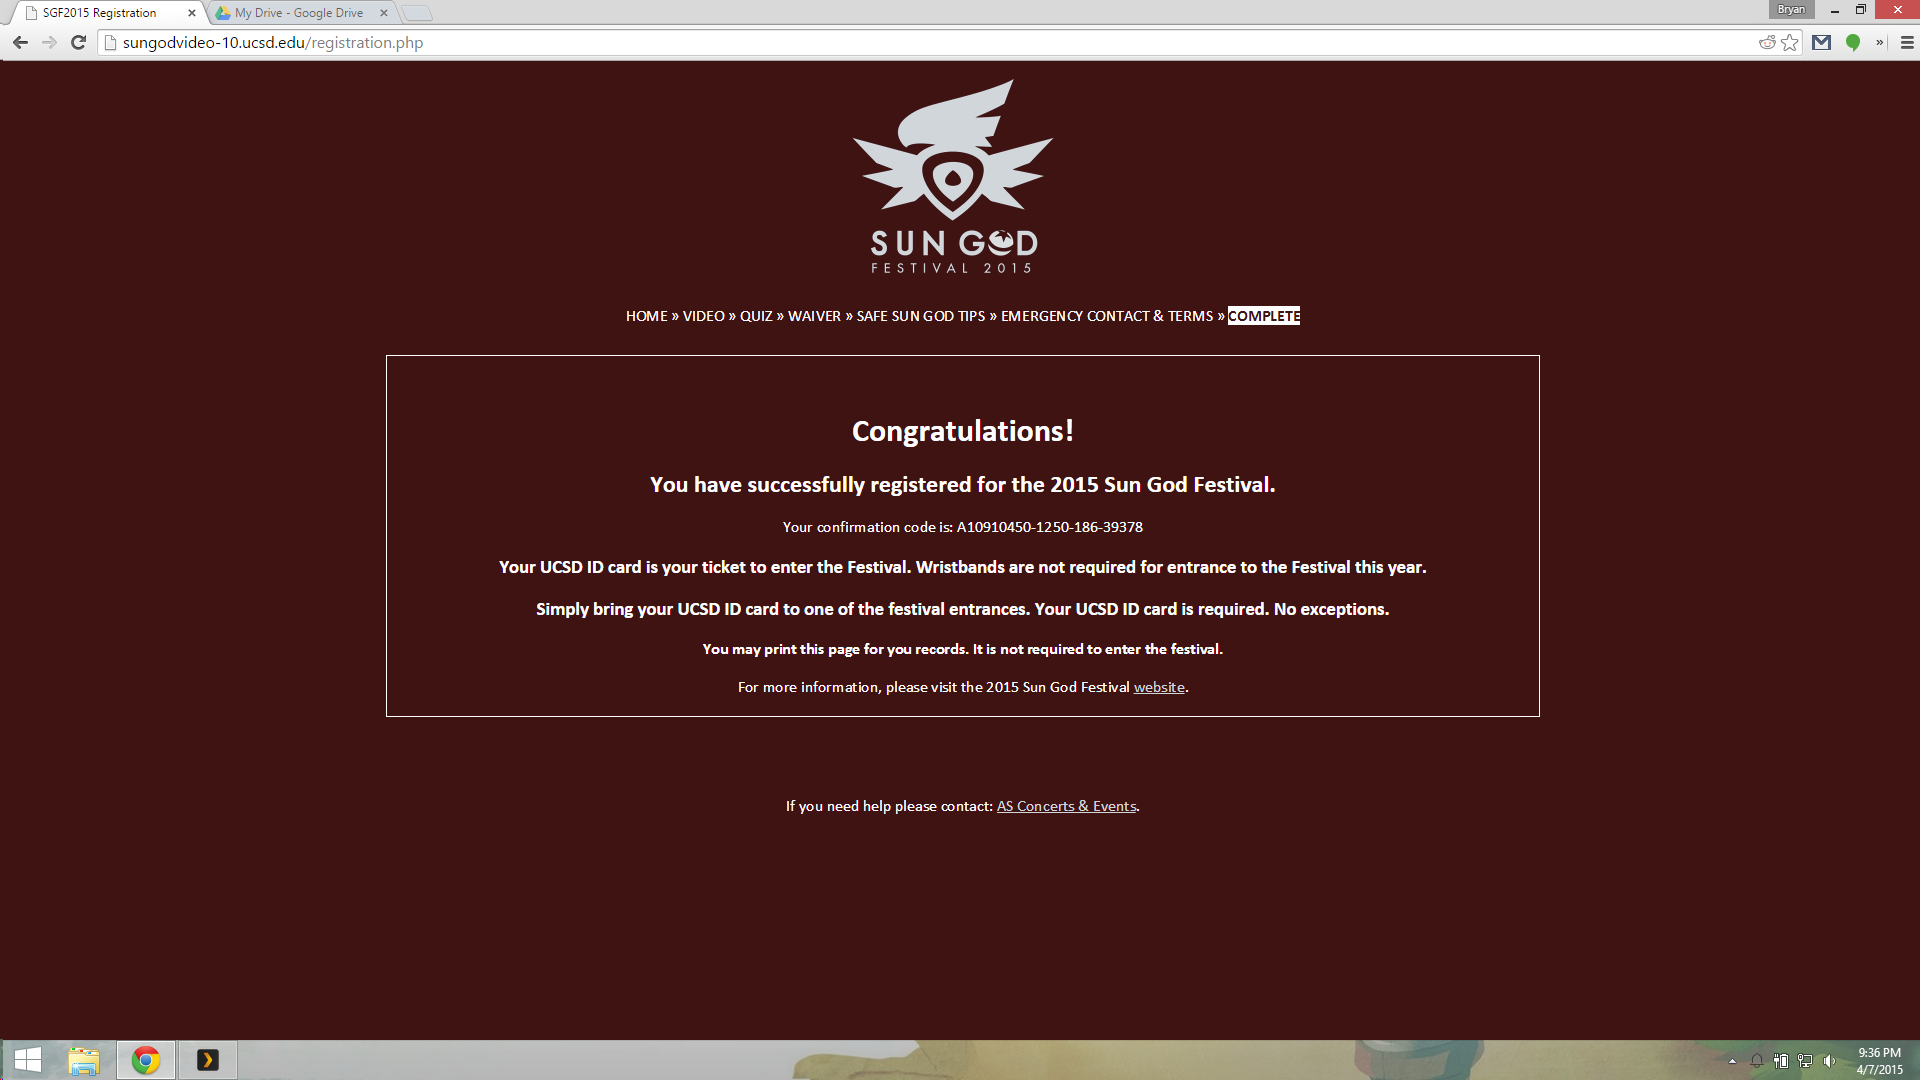 SGF2015 Registration
My Drive - Google Drive
Bryan
sungodvideo-10.ucsd.edu/registration.php
SUN GOD
FESTIVAL 2015
HOME » VIDEO » QUIZ » WAIVER » SAFE SUN GOD TIPS » EMERGENCY CONTACT & TERMS » COMPLETE
Congratulations!
You have successfully registered for the 2015 Sun God Festival.
Your confirmation code is: A10910450-1250-186-39378
Your UCSD ID card is your ticket to enter the Festival. Wristbands are not required for entrance to the Festival this year.
Simply bring your UCSD ID card to one of the festival entrances. Your UCSD ID card is required. No exceptions.
You may print this page for you records. It is not required to enter the festival.
For more information, please visit the 2015 Sun God Festival website.
If you need help please contact: AS Concerts & Events.
9:36 PM
4/7/2015